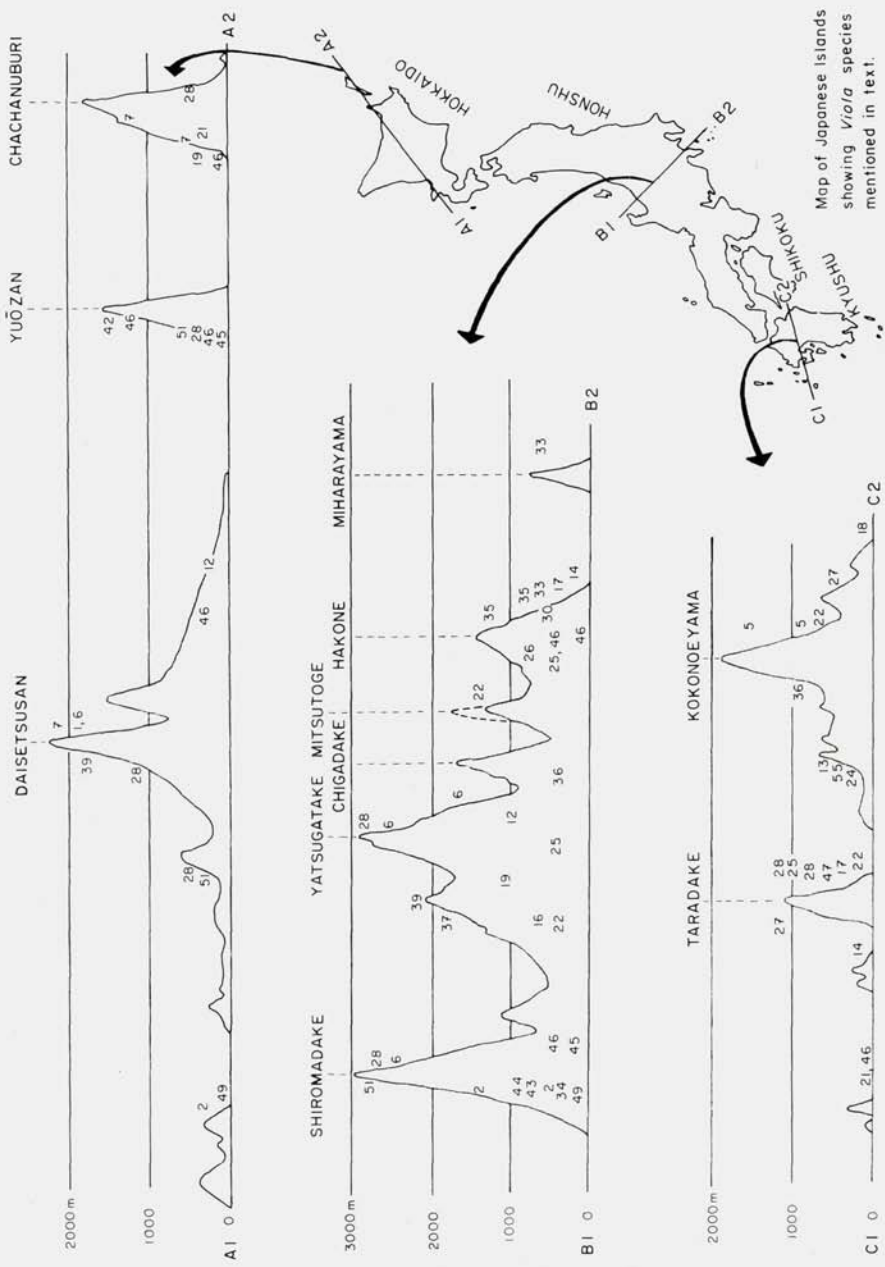 DAISETSUSAN
YUŌZAN
CHACHANUBURI
2000m
1000
A1 0
A2
2
49
28
51
39
28
7
1,6
46
12
42
46
51
28
46
45
7
7
19
21
46
28
SHIROMADAKE
YATSUGATAKE
CHIGADAKE
MITSUTOGE
HAKONE
MIHARAYAMA
3000m
2000
1000
B1 0
B2
51
28
6
2
44
43
2
34
49
46
45
39
37
16
22
19
28
6
12
25
6
36
22
26
25,46
35
35
33
30
17
14
46
33
TARADAKE
KOKONOEYAMA
2000m
1000
C1 0
C2
21,46
14
27
28
25
28
47
17
22
13
55
24
36
5
5
22
27
18
HOKKAIDO
HONSHU
SHIKOKU
KYUSHU
A1
A2
B1
B2
C1
C2
Map of Japanese Islands
showing Viola species
mentioned in text.